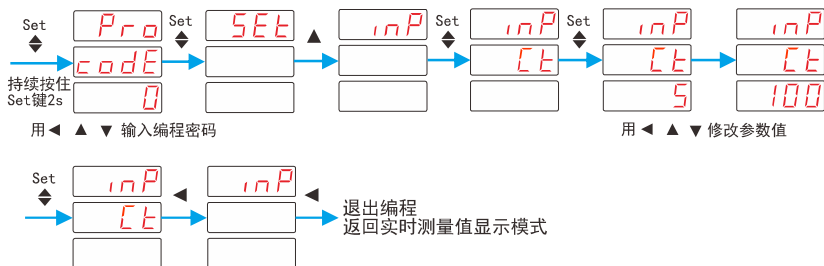 Set Pro Set SEt inP Set inP Set inP inP
codE Ct Ct Ct
持续按住
Set键2s 0 5 100
用◀ ▲ ▼ 输入编程密码 用◀ ▲ ▼修改参数值
Set inP inP
Ct
退出编程
返回实时测量值显示模式